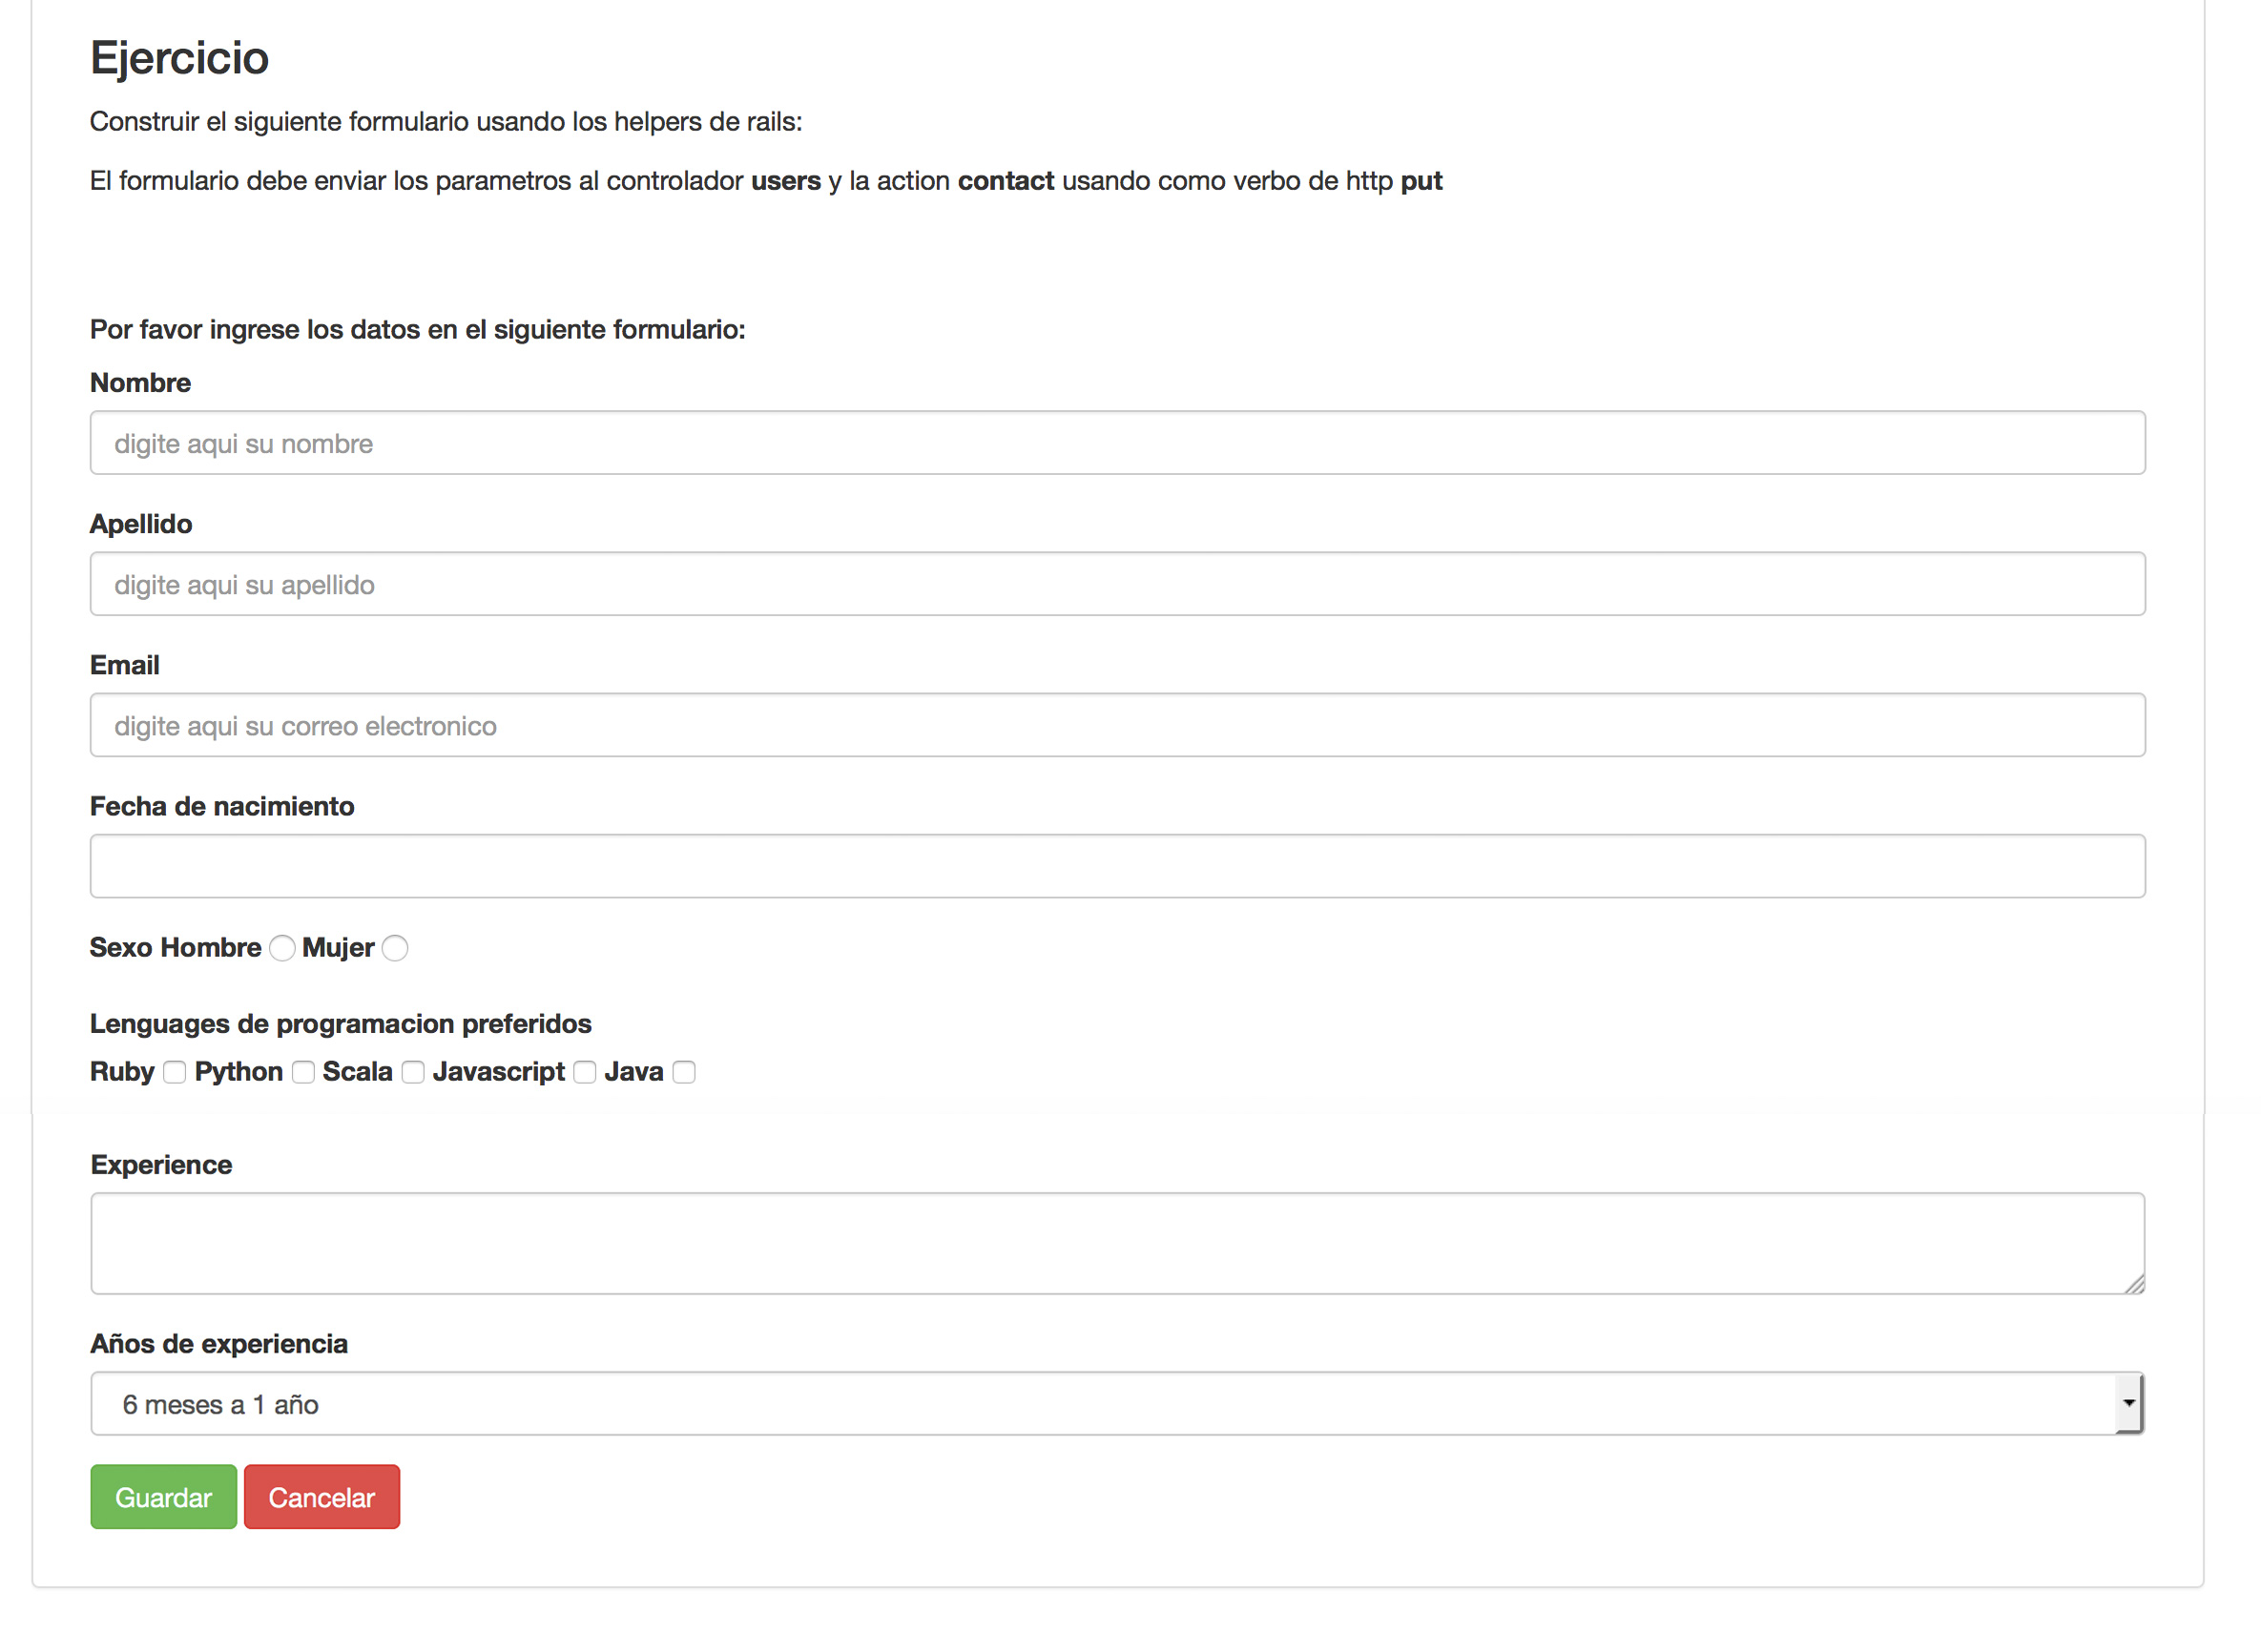 Ejercicio
Construir el siguiente formulario usando los helpers de rails:
El formulario debe enviar los parametros al controlador users y la action contact usando como verbo de http put
Por favor ingrese los datos en el siguiente formulario:
Nombre
digite aqui su nombre
Apellido
digite aqui su apellido
Email
digite aqui su correo electronico
Fecha de nacimiento
Sexo Hombre Mujer
Lenguages de programacion preferidos
Ruby Python Scala Javascript Java
Experience
Años de experiencia
6 meses a 1 año
Guardar Cancelar